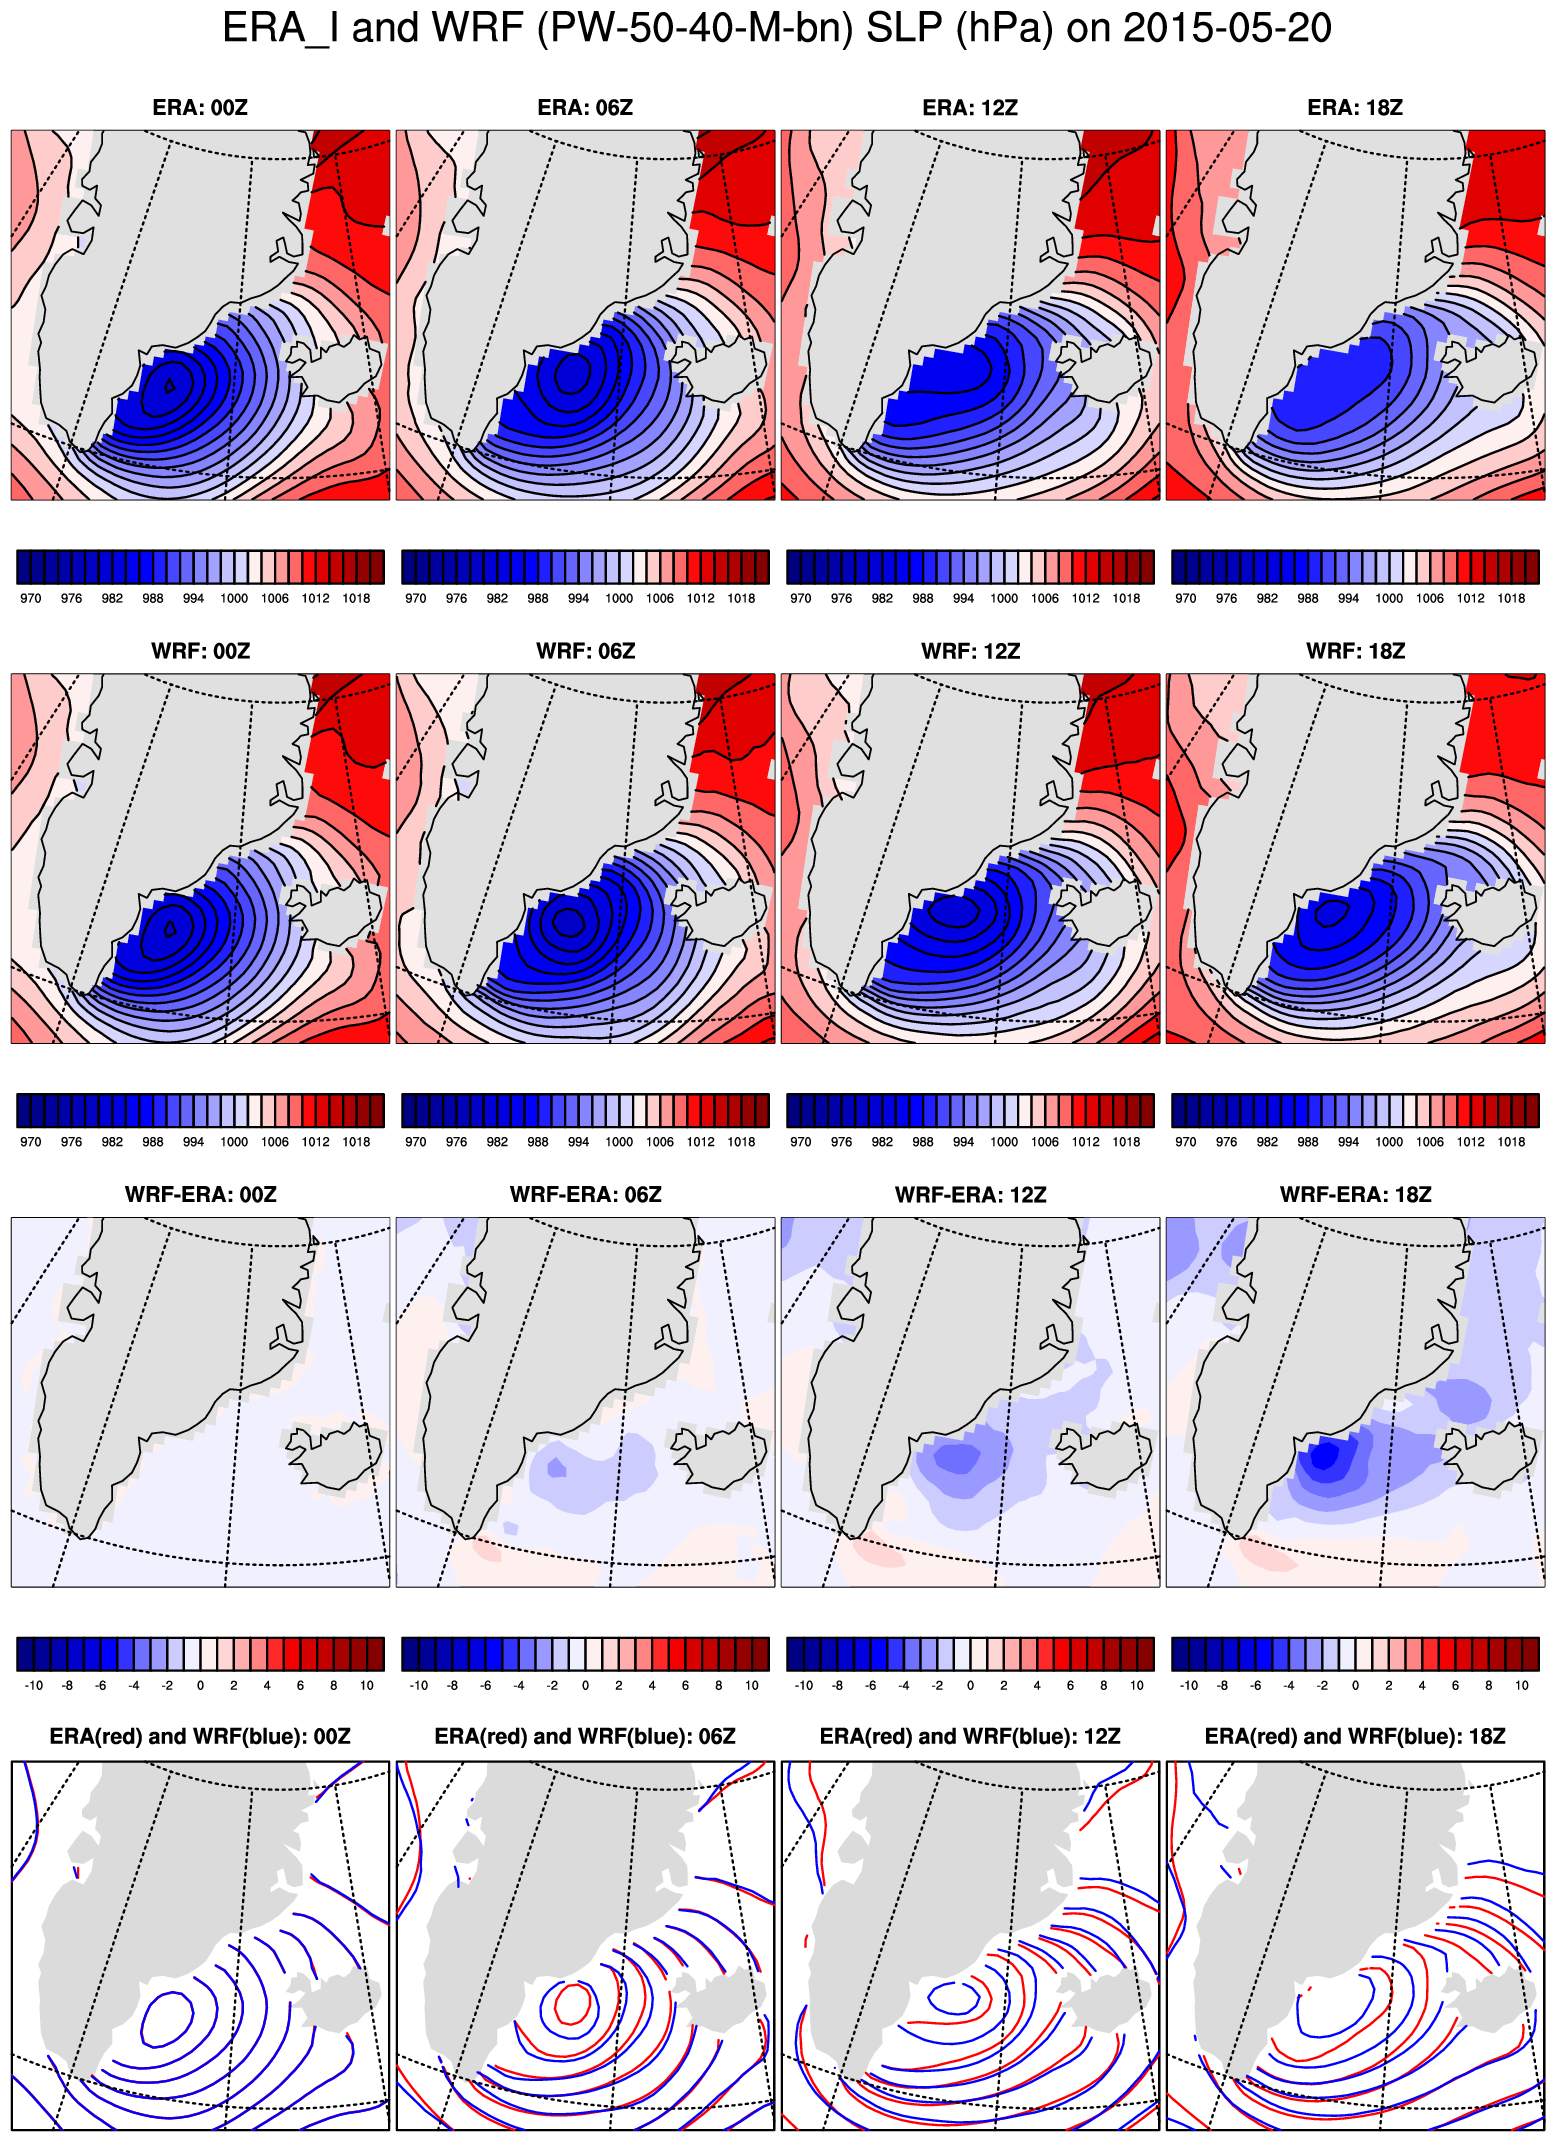 ERA_I and WRF (PW-50-40-M-bn) SLP (hPa) on 2015-05-20
ERA: 00Z ERA: 06Z ERA: 12Z ERA: 18Z
970 976 982 988 994 1000 1006 1012 1018 970 976 982 988 994 1000 1006 1012 1018 970 976 982 988 994 1000 1006 1012 1018 970 976 982 988 994 1000 1006 1012 1018
WRF: 00Z WRF: 06Z WRF: 12Z WRF: 18Z
970 976 982 988 994 1000 1006 1012 1018 970 976 982 988 994 1000 1006 1012 1018 970 976 982 988 994 1000 1006 1012 1018 970 976 982 988 994 1000 1006 1012 1018
WRF-ERA: 00Z WRF-ERA: 06Z WRF-ERA: 12Z WRF-ERA: 18Z
-10 -8 -6 -4 -2 0 2 4 6 8 10 -10 -8 -6 -4 -2 0 2 4 6 8 10 -10 -8 -6 -4 -2 0 2 4 6 8 10 -10 -8 -6 -4 -2 0 2 4 6 8 10
ERA(red) and WRF(blue): 00Z ERA(red) and WRF(blue): 06Z ERA(red) and WRF(blue): 12Z ERA(red) and WRF(blue): 18Z